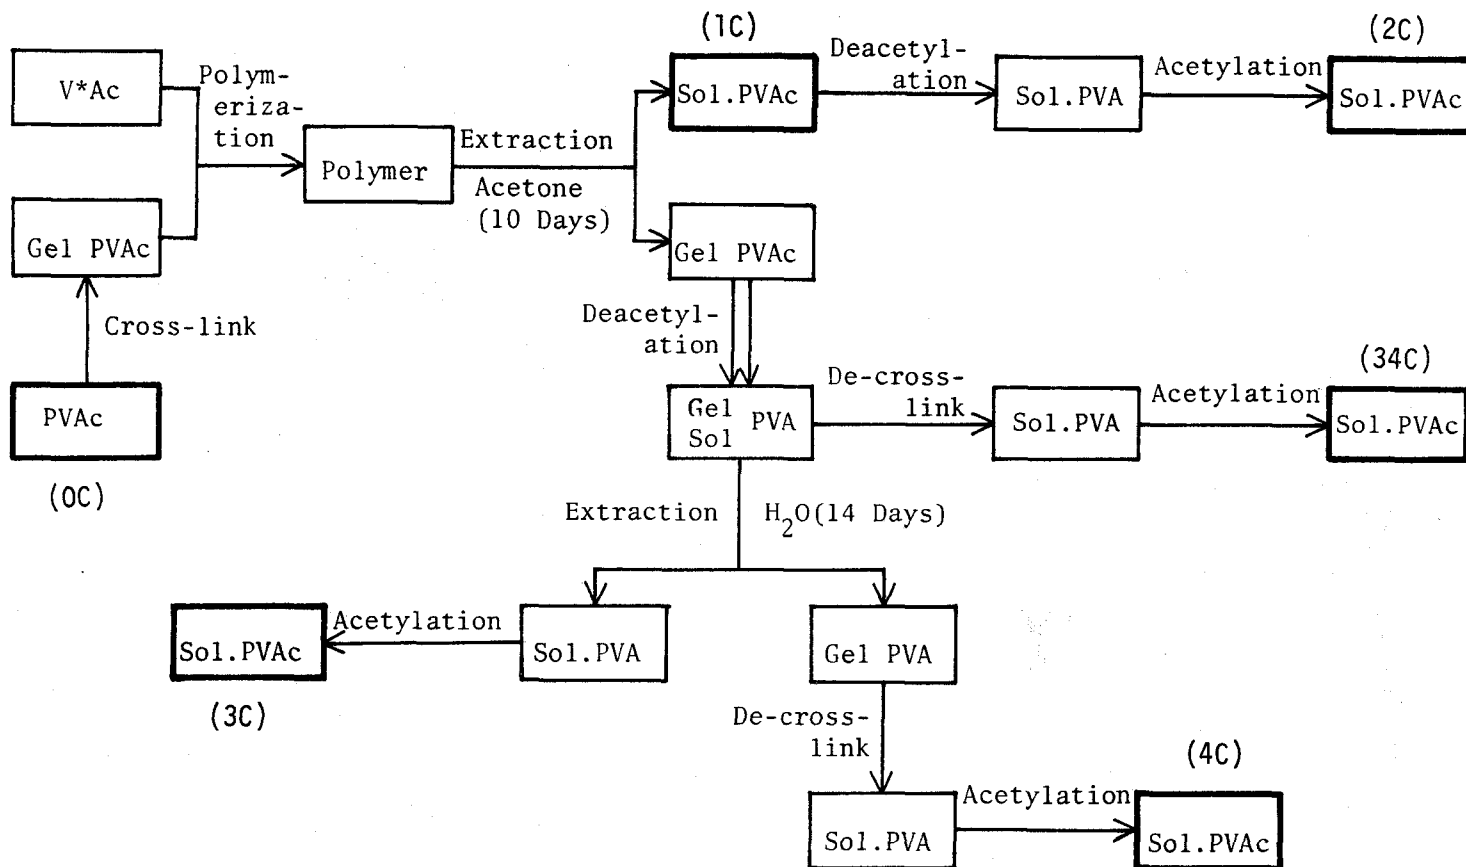 (1C)
(2C)
V*Ac
Polym-
eriza-
tion
Sol.PVAc
Deacetyl-
ation
Sol.PVA
Acetylation
Sol.PVAc
Polymer
Extraction
Acetone
(10 Days)
Gel PVAc
Gel PVAc
Cross-link
PVAc
(0C)
Deacetyl-
ation
Gel
Sol
PVA
De-cross-
link
Sol.PVA
Acetylation
(34C)
Sol.PVAc
Extraction
H₂O(14 Days)
Sol.PVAc
(3C)
Acetylation
Sol.PVA
Gel PVA
De-cross-
link
Sol.PVA
Acetylation
(4C)
Sol.PVAc